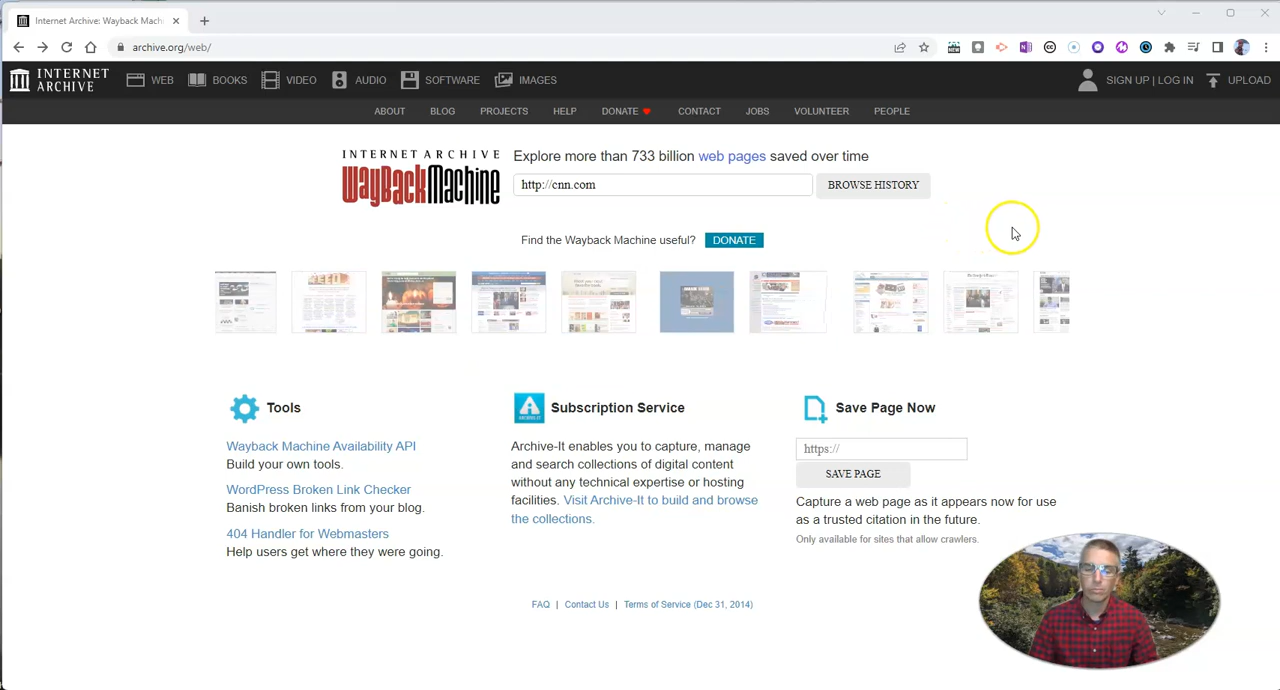 Internet Archive: Wayback Machi
archive.org/web/
INTERNET ARCHIVE
WEB BOOKS VIDEO AUDIO SOFTWARE IMAGES
SIGN UP | LOG IN UPLOAD
ABOUT BLOG PROJECTS HELP DONATE CONTACT JOBS VOLUNTEER PEOPLE
INTERNET ARCHIVE
WayBackMachine
Explore more than 733 billion web pages saved over time
http://cnn.com BROWSE HISTORY
Find the Wayback Machine useful? DONATE
Tools
Wayback Machine Availability API
Build your own tools.
WordPress Broken Link Checker
Banish broken links from your blog.
404 Handler for Webmasters
Help users get where they were going.
Subscription Service
Archive-It enables you to capture, manage
and search collections of digital content
without any technical expertise or hosting
facilities. Visit Archive-It to build and browse
the collections.
Save Page Now
https://
SAVE PAGE
Capture a web page as it appears now for use
as a trusted citation in the future.
Only available for sites that allow crawlers.
FAQ | Contact Us | Terms of Service (Dec 31, 2014)